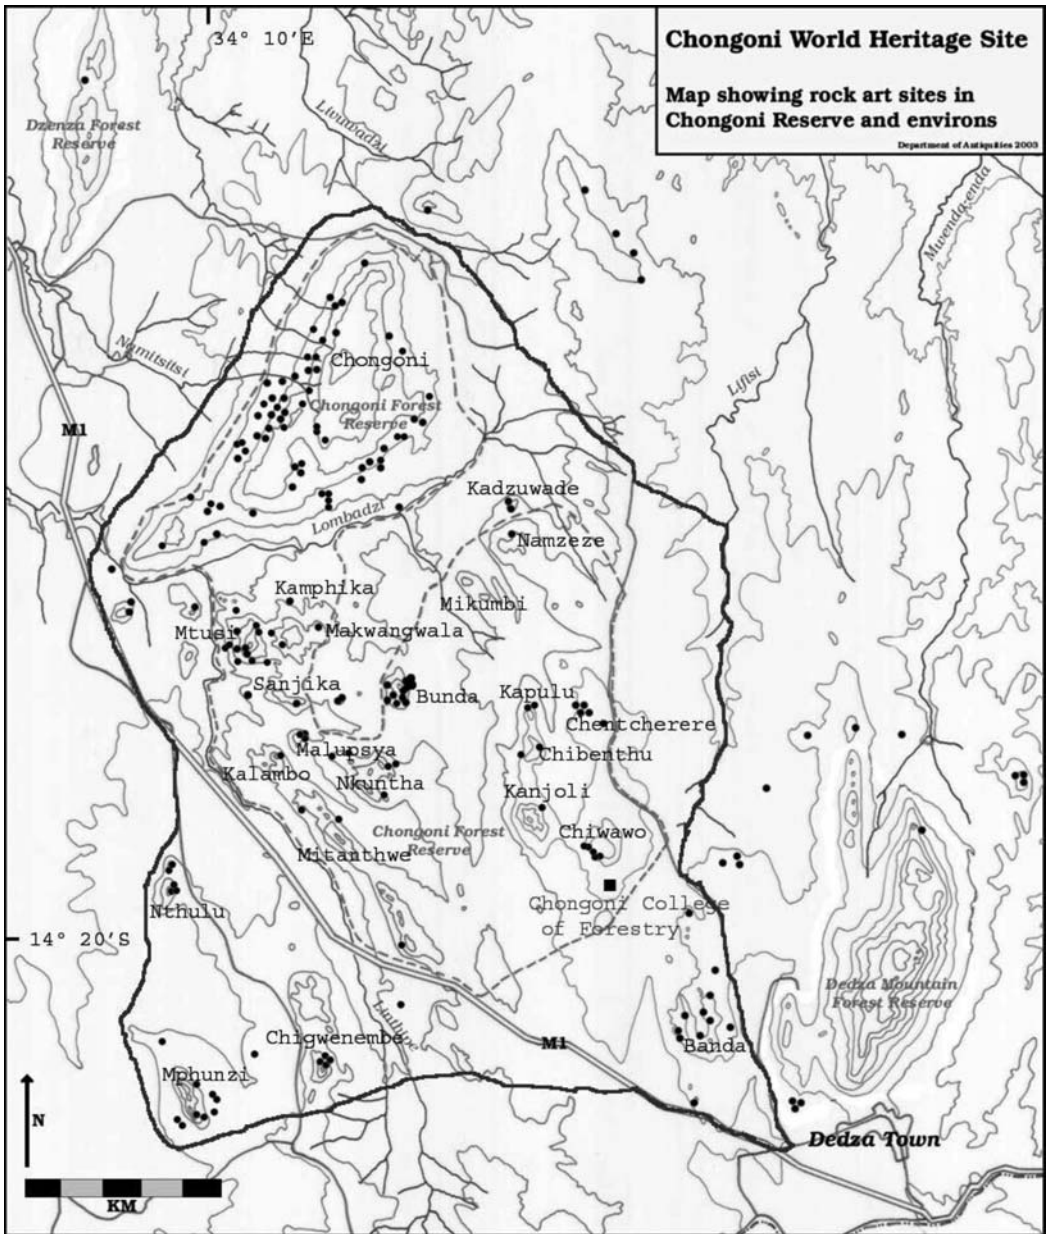 34° 10'E
Chongoni World Heritage Site
Map showing rock art sites in
Chongoni Reserve and environs
Department of Antiquities 2003
Dzenza Forest
Reserve
Livuwadzi
Mwenda-enda
Namitsitsi
Chongoni
Lifisi
Chongoni Forest
Reserve
M1
Kadzuwade
Lombadzi
Namzeze
Kamphika
Mikumbi
Mtusi
Makwangwala
Sanjika
Bunda
Kapulu
Chentcherere
Malupsya
Chibenthu
Kalambo
Nkuntha
Kanjoli
Chongoni Forest
Reserve
Chiwawo
Mitanthwe
Nthulu
Chongoni College
of Forestry
14° 20'S
Dedza Mountain
Forest Reserve
Chigwenembe
M1
Banda
Mphunzi
N
Dedza Town
KM